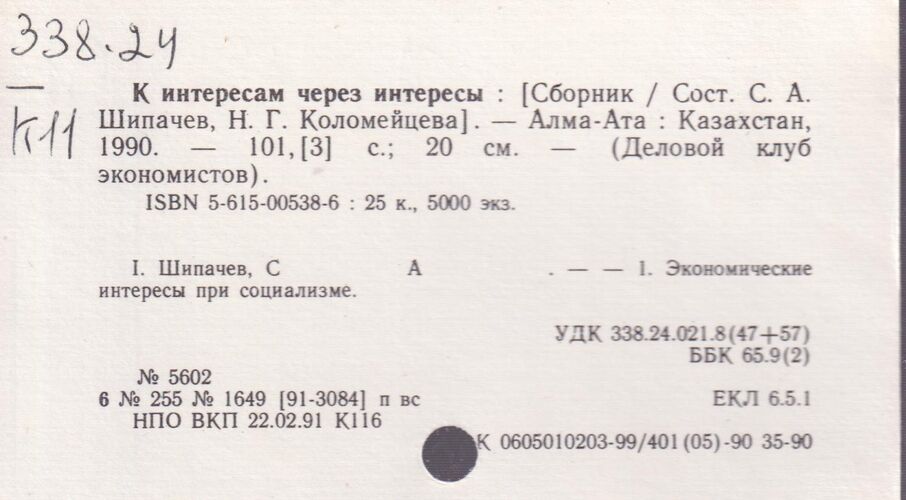 338.24
К11
К интересам через интересы : [Сборник / Сост. С. А.
Шипачев, Н. Г. Коломейцева]. — Алма-Ата : Казахстан,
1990. — 101,[3] с.; 20 см. — (Деловой клуб
экономистов).
ISBN 5-615-00538-6 : 25 к., 5000 экз.
I. Шипачев, С А . — — 1. Экономические
интересы при социализме.
УДК 338.24.021.8(47+57)
ББК 65.9(2)
№ 5602
6 № 255 № 1649 [91-3084] п вс
ЕКЛ 6.5.1
НПО ВКП 22.02.91 К116
К 0605010203-99/401(05)-90 35-90